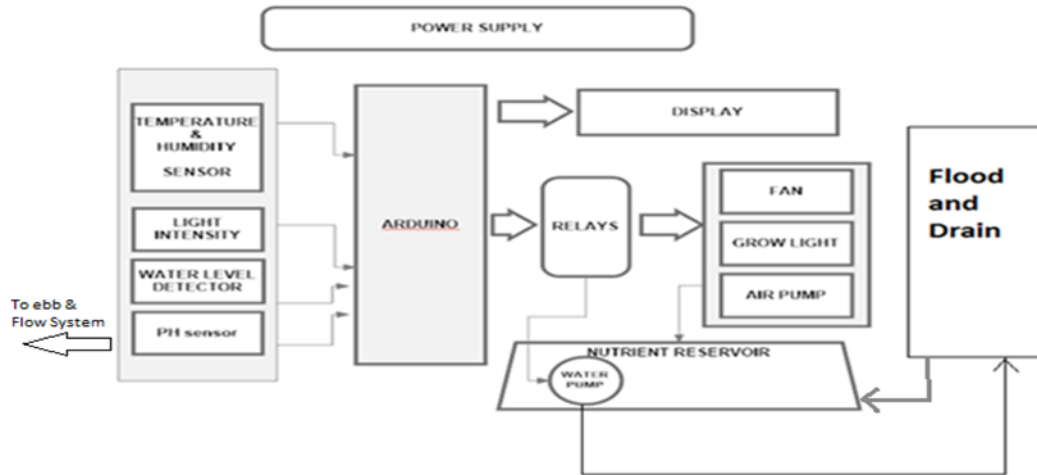 POWER SUPPLY
TEMPERATURE
&
HUMIDITY
SENSOR
LIGHT
INTENSITY
WATER LEVEL
DETECTOR
PH sensor
To ebb &
Flow System
ARDUINO
DISPLAY
RELAYS
FAN
GROW LIGHT
AIR PUMP
NUTRIENT RESERVOIR
WATER
PUMP
Flood
and
Drain